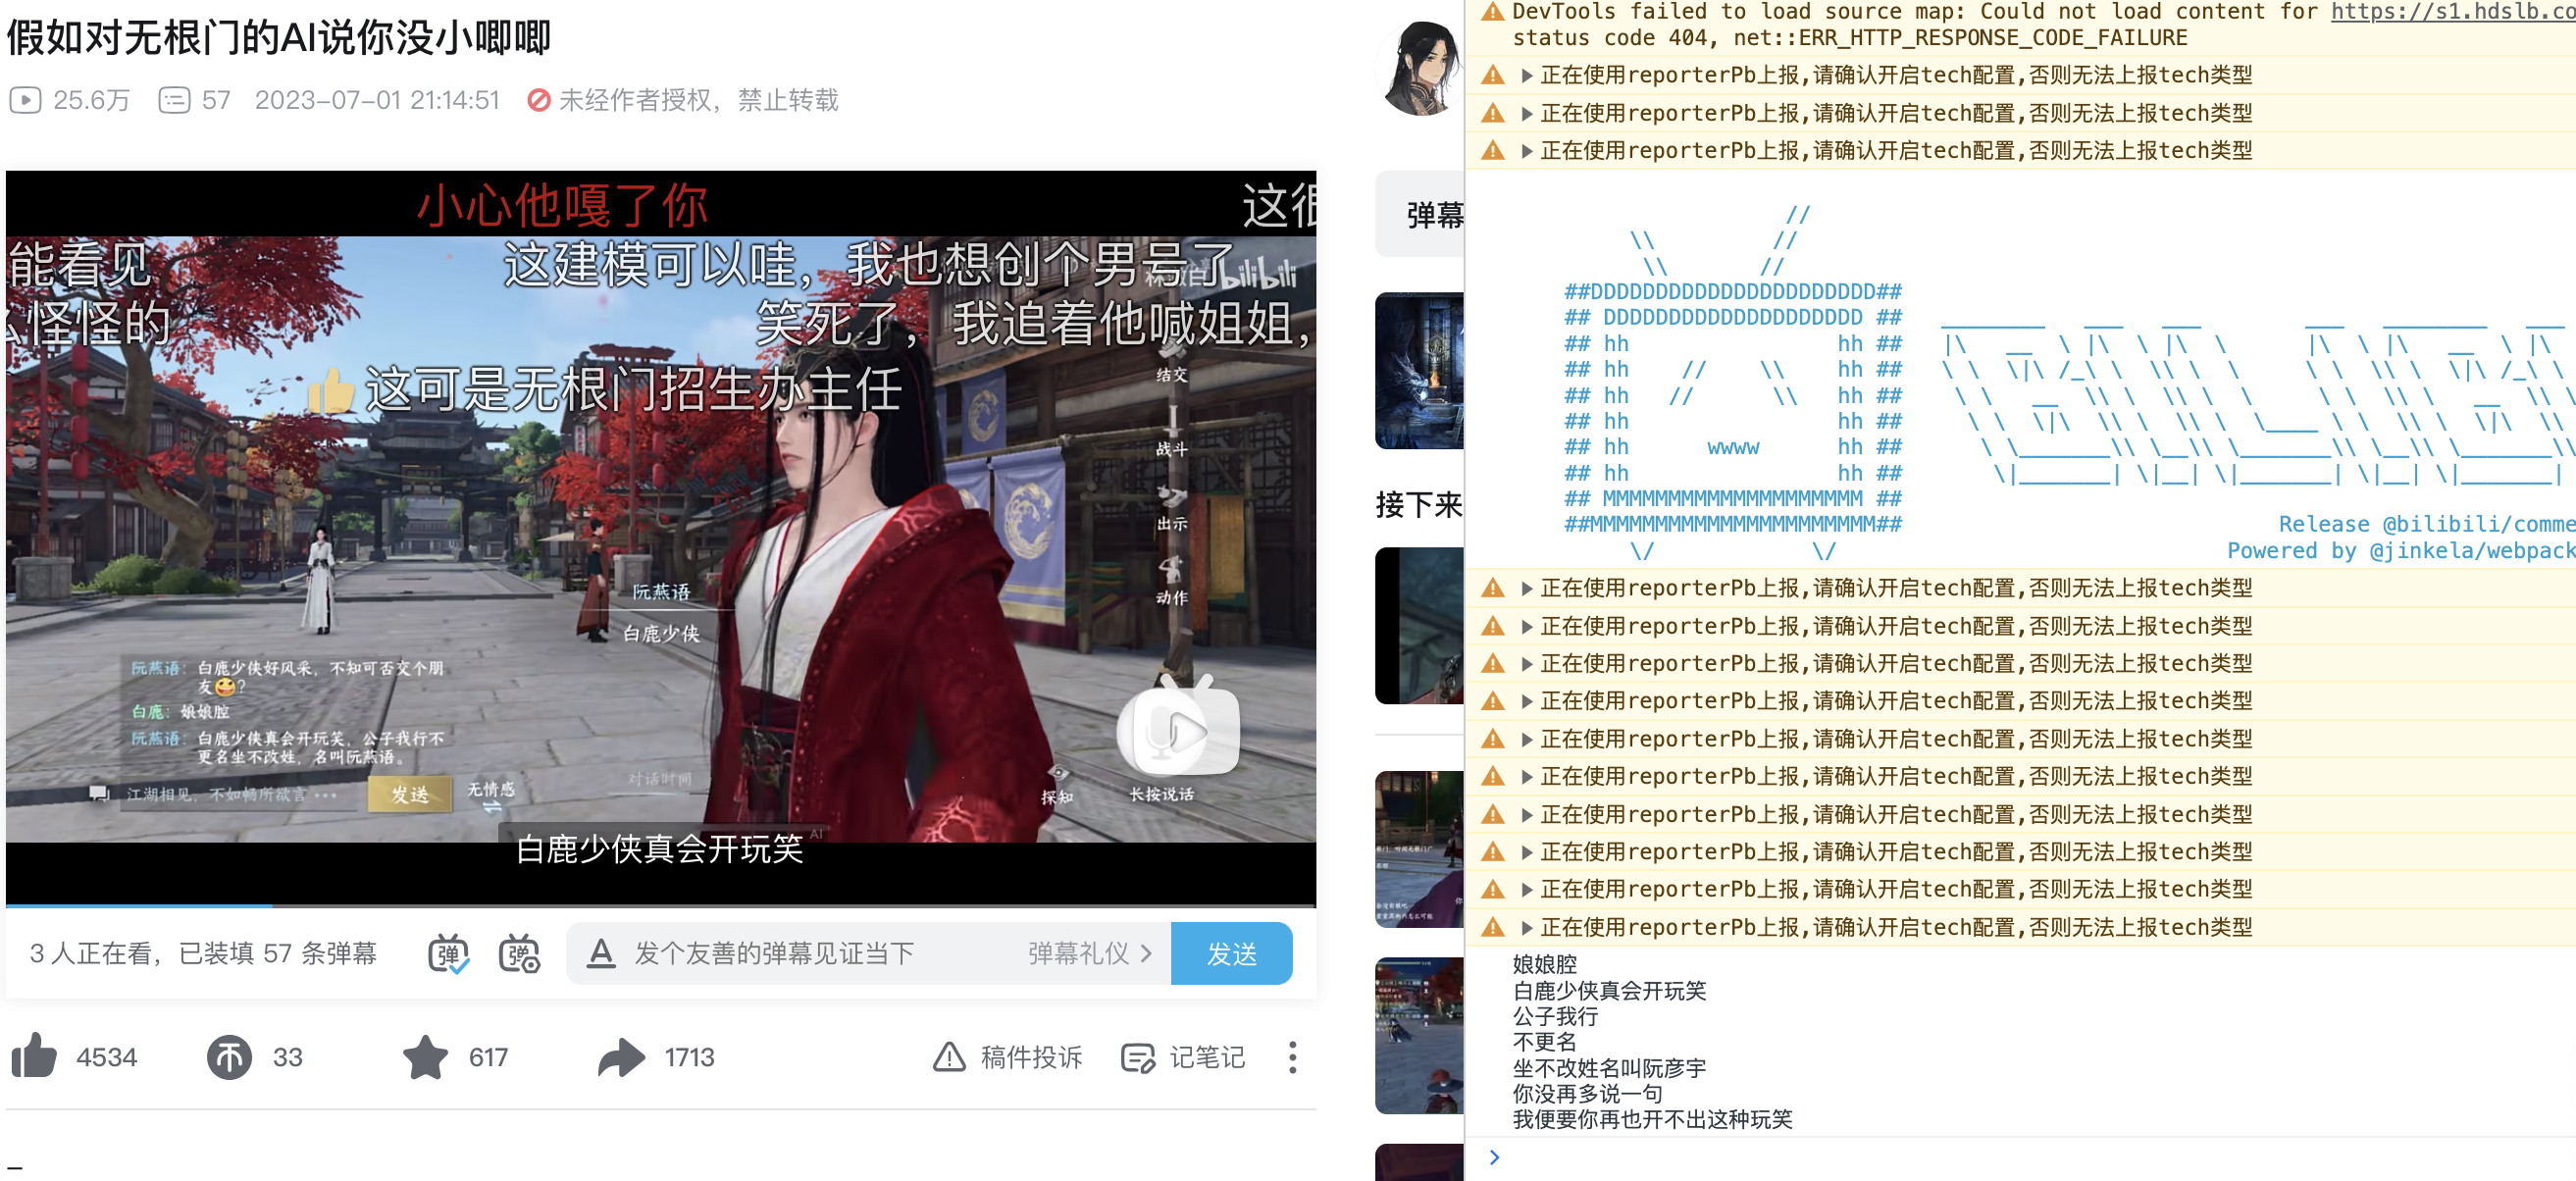 假如对无根门的AI说你没小唧唧
25.6万 57 2023-07-01 21:14:51 未经作者授权，禁止转载
小心他嘎了你
这很
能看见
这建模可以哇，我也想创个男号了
bilibili
怪怪的
笑死了，我追着他喊姐姐，
这可是无根门招生办主任
结交
战斗
出示
动作
阮燕语
白鹿少侠
阮燕语：白鹿少侠好风采，不知可否交个朋
友😄？
白鹿：娘娘腔
阮燕语：白鹿少侠真会开玩笑，公子我行不
更名坐不改姓，名叫阮燕语。
江湖相见，不如畅所欲言 •••
发送
无情感
对话时间
探知
长按说话
AI
白鹿少侠真会开玩笑
3 人正在看，已装填 57 条弹幕
弹
弹
A 发个友善的弹幕见证当下
弹幕礼仪 >
发送
4534
33
617
1713
稿件投诉
记笔记
–
弹幕
接下来
DevTools failed to load source map: Could not load content for https://s1.hdslb.co
status code 404, net::ERR_HTTP_RESPONSE_CODE_FAILURE
正在使用reporterPb上报,请确认开启tech配置,否则无法上报tech类型
正在使用reporterPb上报,请确认开启tech配置,否则无法上报tech类型
正在使用reporterPb上报,请确认开启tech配置,否则无法上报tech类型
##DDDDDDDDDDDDDDDDDDDDDD##
## DDDDDDDDDDDDDDDDDDDD ##
## hh hh ##
## hh // \\ hh ##
## hh // \\ hh ##
## hh hh ##
## hh wwww hh ##
## hh hh ##
## MMMMMMMMMMMMMMMMMMMM ##
##MMMMMMMMMMMMMMMMMMMMMM##
\/ \/
Release @bilibili/comme
Powered by @jinkela/webpack
正在使用reporterPb上报,请确认开启tech配置,否则无法上报tech类型
正在使用reporterPb上报,请确认开启tech配置,否则无法上报tech类型
正在使用reporterPb上报,请确认开启tech配置,否则无法上报tech类型
正在使用reporterPb上报,请确认开启tech配置,否则无法上报tech类型
正在使用reporterPb上报,请确认开启tech配置,否则无法上报tech类型
正在使用reporterPb上报,请确认开启tech配置,否则无法上报tech类型
正在使用reporterPb上报,请确认开启tech配置,否则无法上报tech类型
正在使用reporterPb上报,请确认开启tech配置,否则无法上报tech类型
正在使用reporterPb上报,请确认开启tech配置,否则无法上报tech类型
正在使用reporterPb上报,请确认开启tech配置,否则无法上报tech类型
娘娘腔
白鹿少侠真会开玩笑
公子我行
不更名
坐不改姓名叫阮彦宇
你没再多说一句
我便要你再也开不出这种玩笑